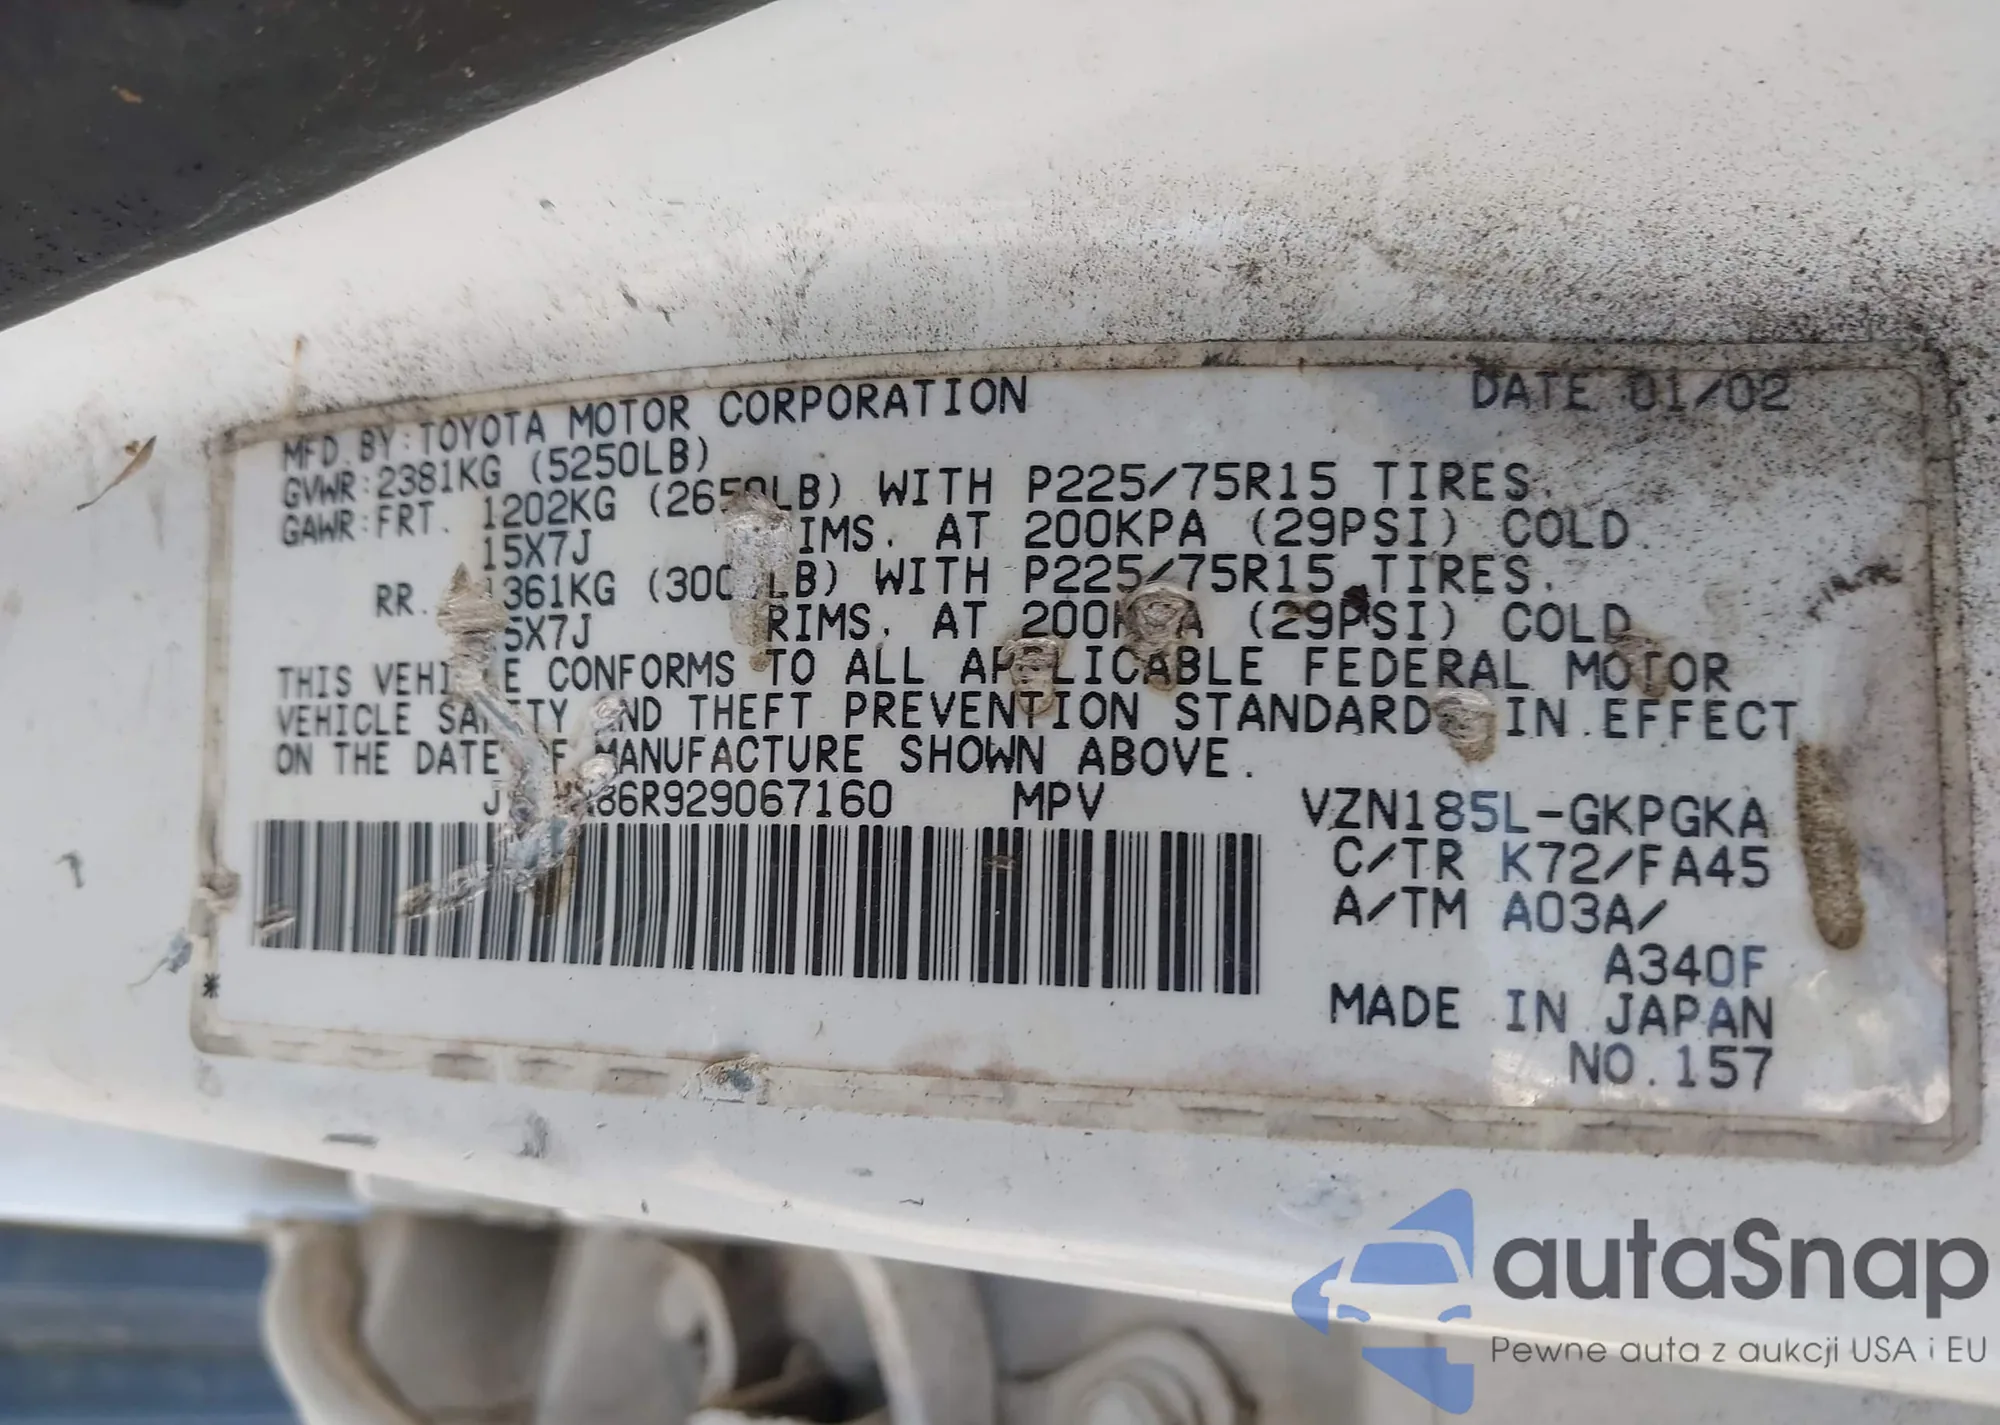 MFD. BY: TOYOTA MOTOR CORPORATION DATE 01/02
GVWR: 2381KG (5250LB)
GAWR: FRT. 1202KG (2650LB) WITH P225/75R15 TIRES.
15X7J RIMS. AT 200KPA (29PSI) COLD.
RR. 1361KG (3000LB) WITH P225/75R15 TIRES.
15X7J RIMS. AT 200KPA (29PSI) COLD.
THIS VEHICLE CONFORMS TO ALL APPLICABLE FEDERAL MOTOR
VEHICLE SAFETY AND THEFT PREVENTION STANDARDS IN EFFECT
ON THE DATE OF MANUFACTURE SHOWN ABOVE.
MPV VZN185L-GKPGKA
C/TR K72/FA45
A/TM A03A/
A340F
*
MADE IN JAPAN
NO.157
autaSnap
Pewne auta z aukcji USA i EU